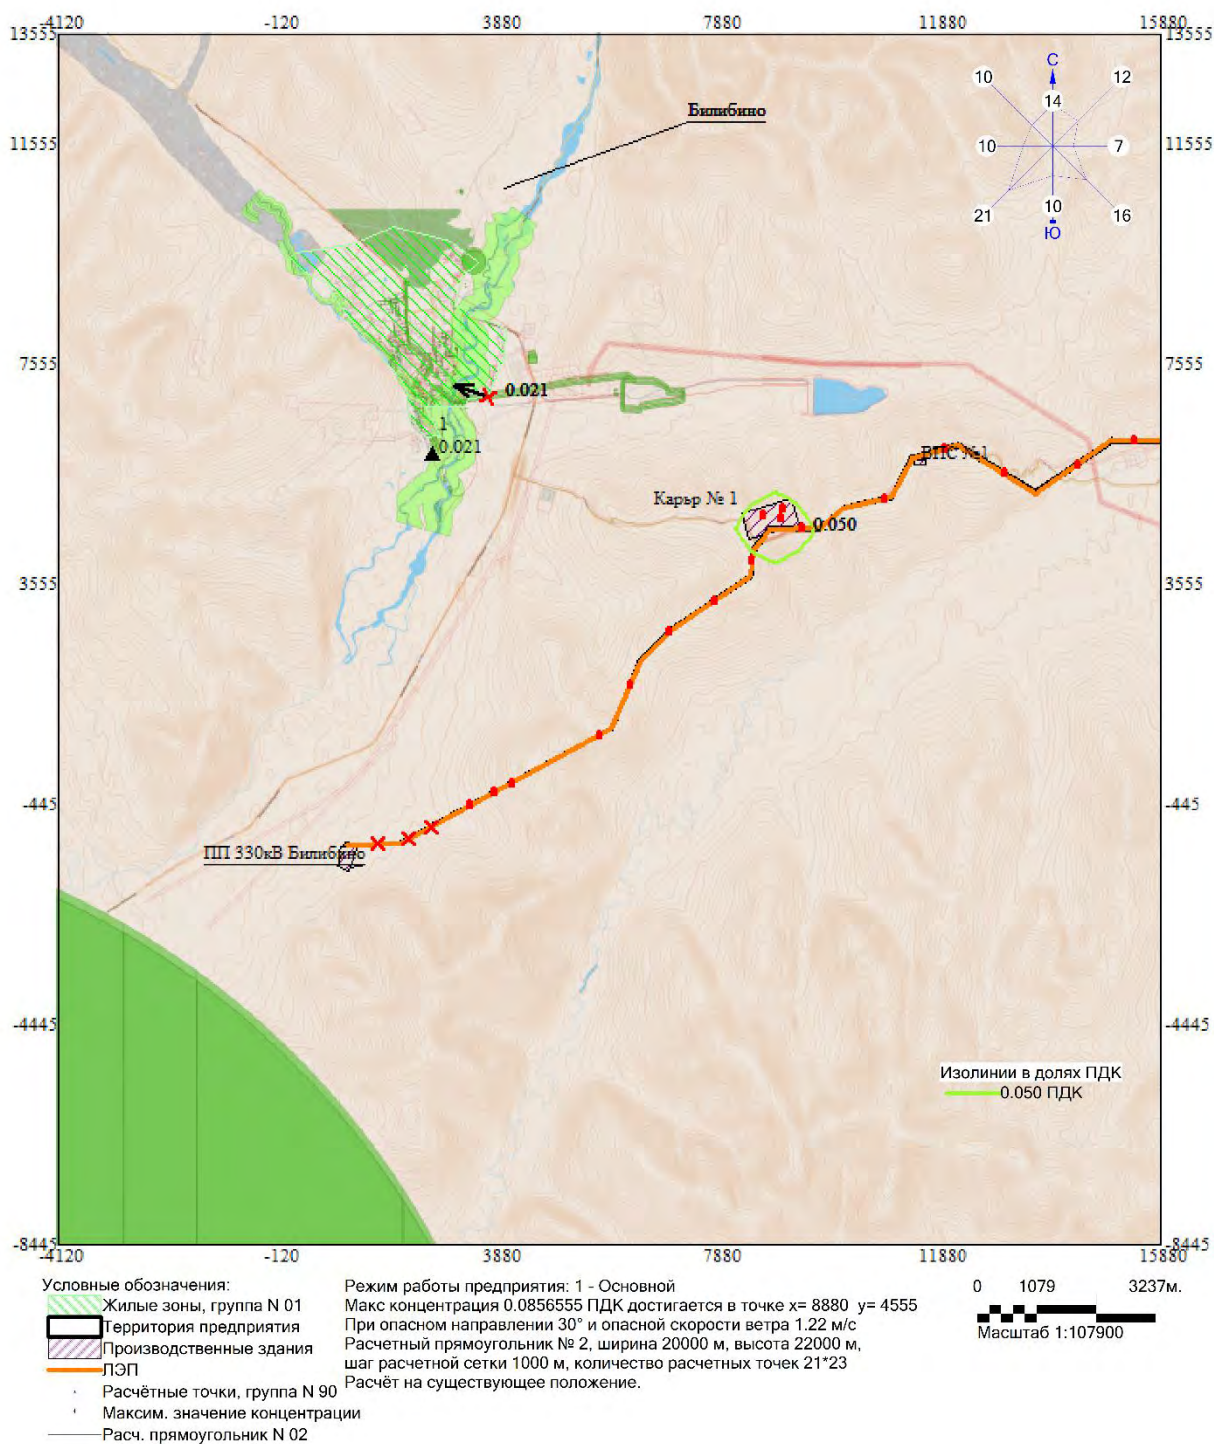 -4120 -120 3880 7880 11880 15880
13555 13555
С
10 12
14
Билибино
11555 11555
10 7
10
21 16
Ю
7555 7555
0.021
1
0.021
ВПС №1
Карьр № 1
0.050
3555 3555
-445 -445
ПП 330кВ Билибино
-4445 -4445
Изолинии в долях ПДК
0.050 ПДК
-8445 -8445
-4120 -120 3880 7880 11880 15880
Условные обозначения:
Жилые зоны, группа N 01
Территория предприятия
Производственные здания
ЛЭП
Расчётные точки, группа N 90
Максим. значение концентрации
Расч. прямоугольник N 02
Режим работы предприятия: 1 - Основной
Макс концентрация 0.0856555 ПДК достигается в точке x= 8880 y= 4555
При опасном направлении 30° и опасной скорости ветра 1.22 м/с
Расчетный прямоугольник № 2, ширина 20000 м, высота 22000 м,
шаг расчетной сетки 1000 м, количество расчетных точек 21*23
Расчёт на существующее положение.
0 1079 3237м.
Масштаб 1:107900